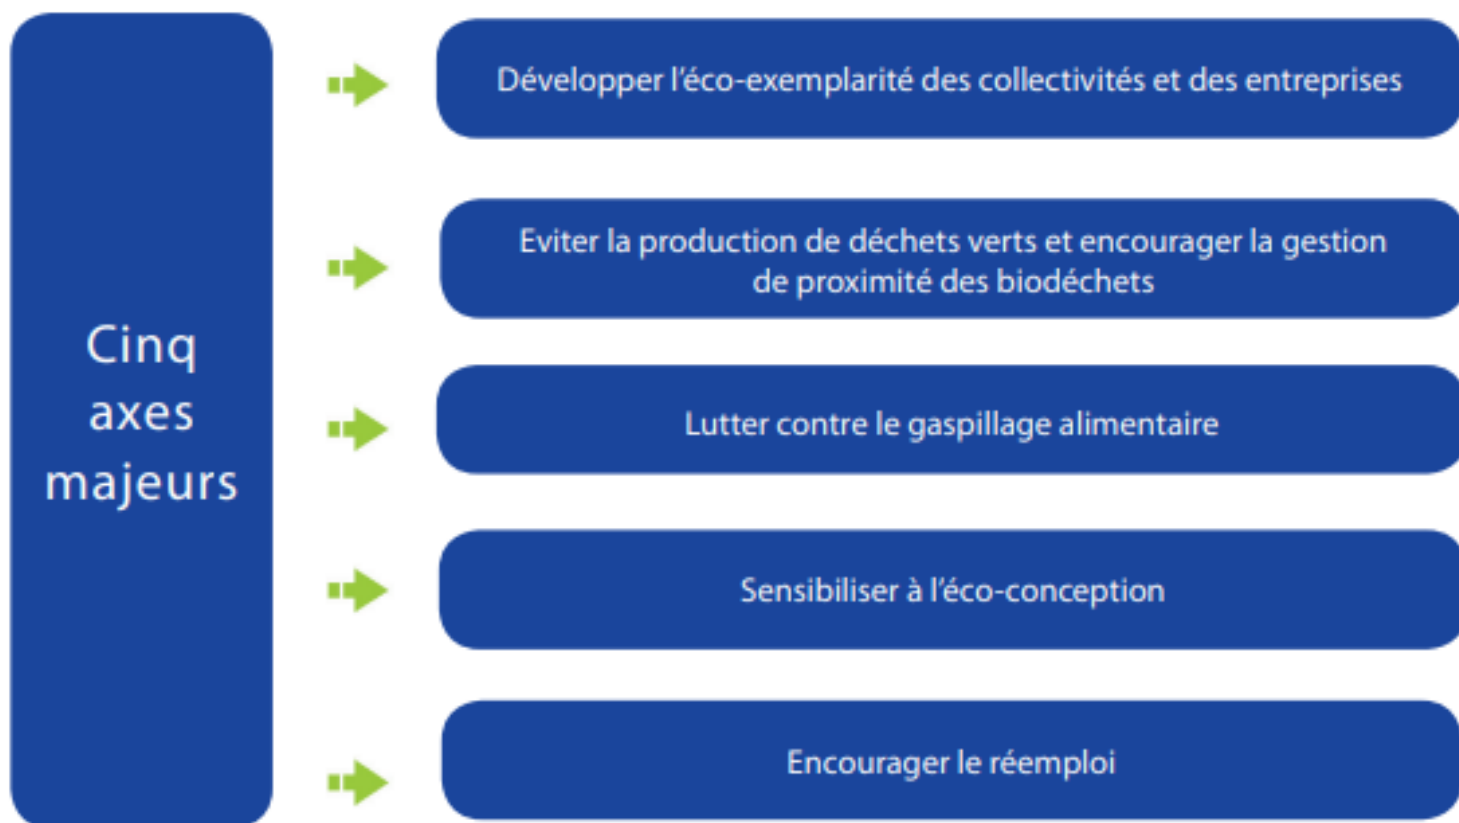 Cinq
axes
majeurs
Développer l’éco-exemplarité des collectivités et des entreprises
Eviter la production de déchets verts et encourager la gestion
de proximité des biodéchets
Lutter contre le gaspillage alimentaire
Sensibiliser à l’éco-conception
Encourager le réemploi